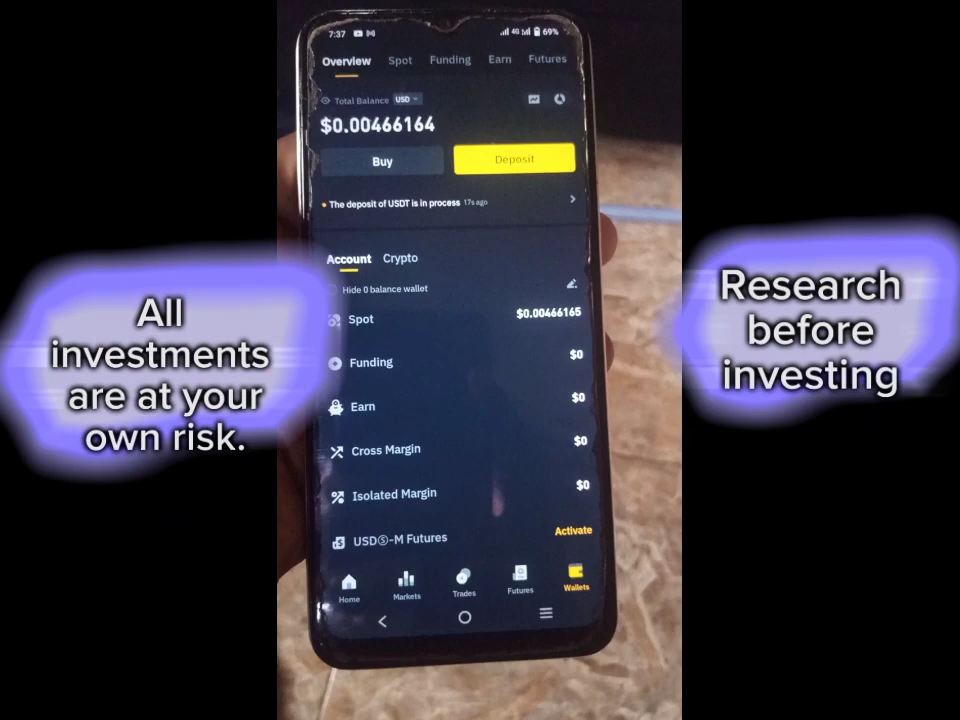 7:37
4G
69%
Overview Spot Funding Earn Futures
Total Balance USD
$0.00466164
Buy Deposit
The deposit of USDT is in process 17s ago
Account Crypto
Hide 0 balance wallet
Spot $0.00466165
Funding $0
Earn $0
Cross Margin $0
Isolated Margin $0
USDⓈ-M Futures Activate
Home Markets Trades Futures Wallets
All
investments
are at your
own risk.
Research
before
investing